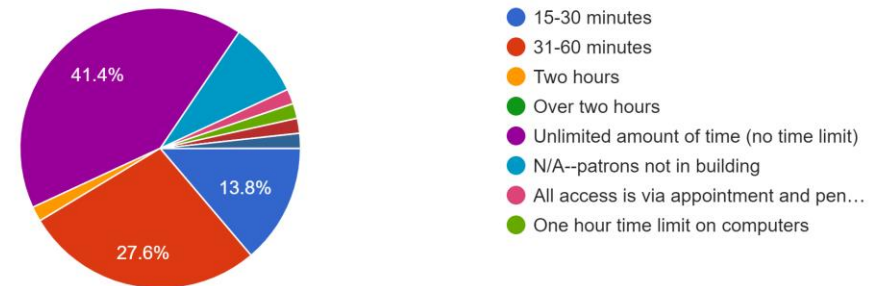 41.4%
13.8%
27.6%
15-30 minutes
31-60 minutes
Two hours
Over two hours
Unlimited amount of time (no time limit)
N/A--patrons not in building
All access is via appointment and pen…
One hour time limit on computers